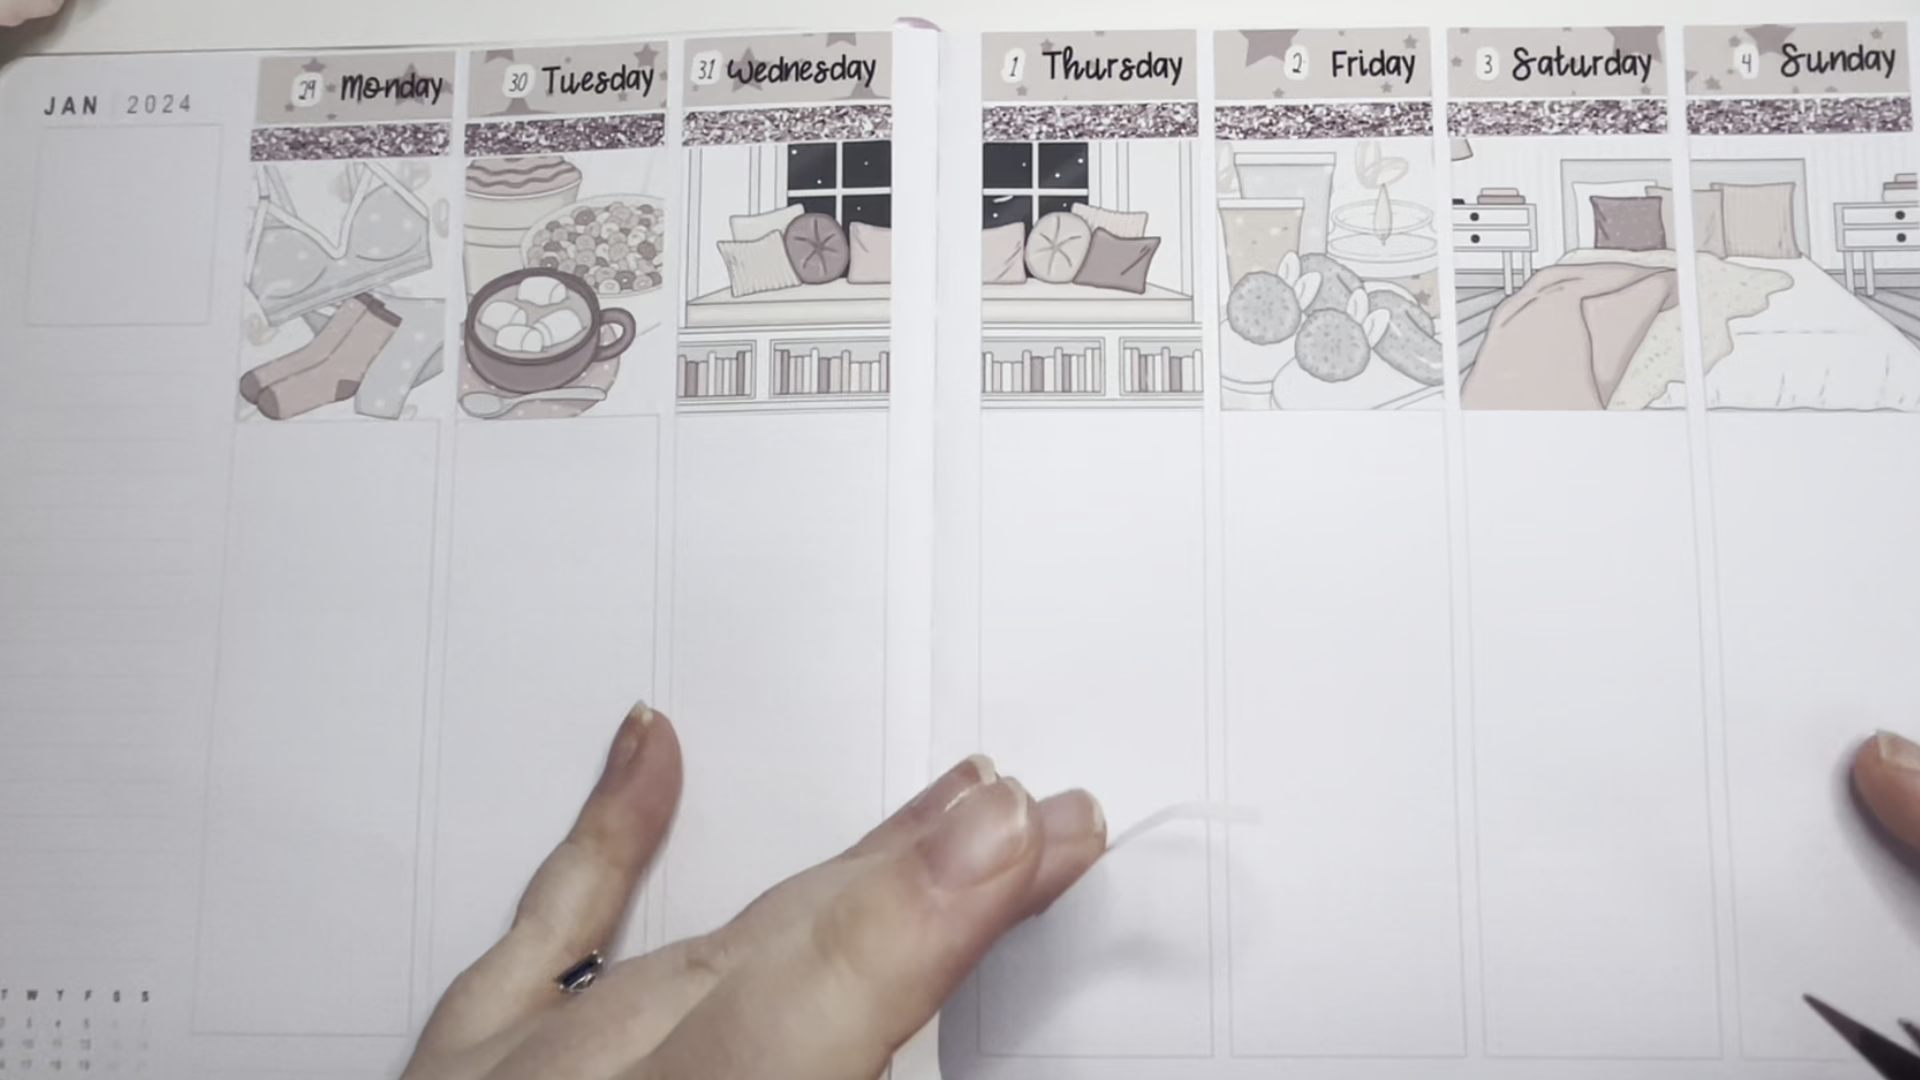 JAN 2024
29 Monday
30 Tuesday
31 Wednesday
1 Thursday
2 Friday
3 Saturday
4 Sunday
T W T F S S